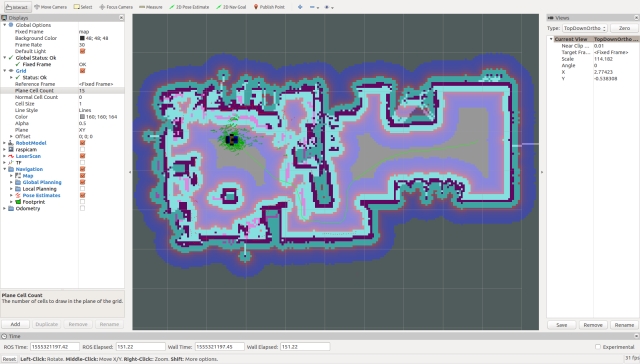 Interact Move Camera Select Focus Camera Measure 2D Pose Estimate 2D Nav Goal Publish Point
Displays
Global Options
Fixed Frame map
Background Color 48; 48; 48
Frame Rate 30
Default Light
Global Status: Ok
Fixed Frame OK
Grid
Status: Ok
Reference Frame <Fixed Frame>
Plane Cell Count 15
Normal Cell Count 0
Cell Size 1
Line Style Lines
Color 160; 160; 164
Alpha 0.5
Plane XY
Offset 0; 0; 0
RobotModel
raspicam
LaserScan
TF
Navigation
Map
Global Planning
Local Planning
Pose Estimates
Footprint
Odometry
Plane Cell Count
The number of cells to draw in the plane of the grid.
Add Duplicate Remove Rename
Views
Type: TopDownOrtho Zero
Current View TopDownOrtho ...
Near Clip ... 0.01
Target Fra... <Fixed Frame>
Scale 114.182
Angle 0
X 2.77423
Y -0.538308
Save Remove Rename
Time
ROS Time: 1555321197.42 ROS Elapsed: 151.22 Wall Time: 1555321197.45 Wall Elapsed: 151.22 Experimental
Reset Left-Click: Rotate. Middle-Click: Move X/Y. Right-Click: Zoom. Shift: More options. 31 fps